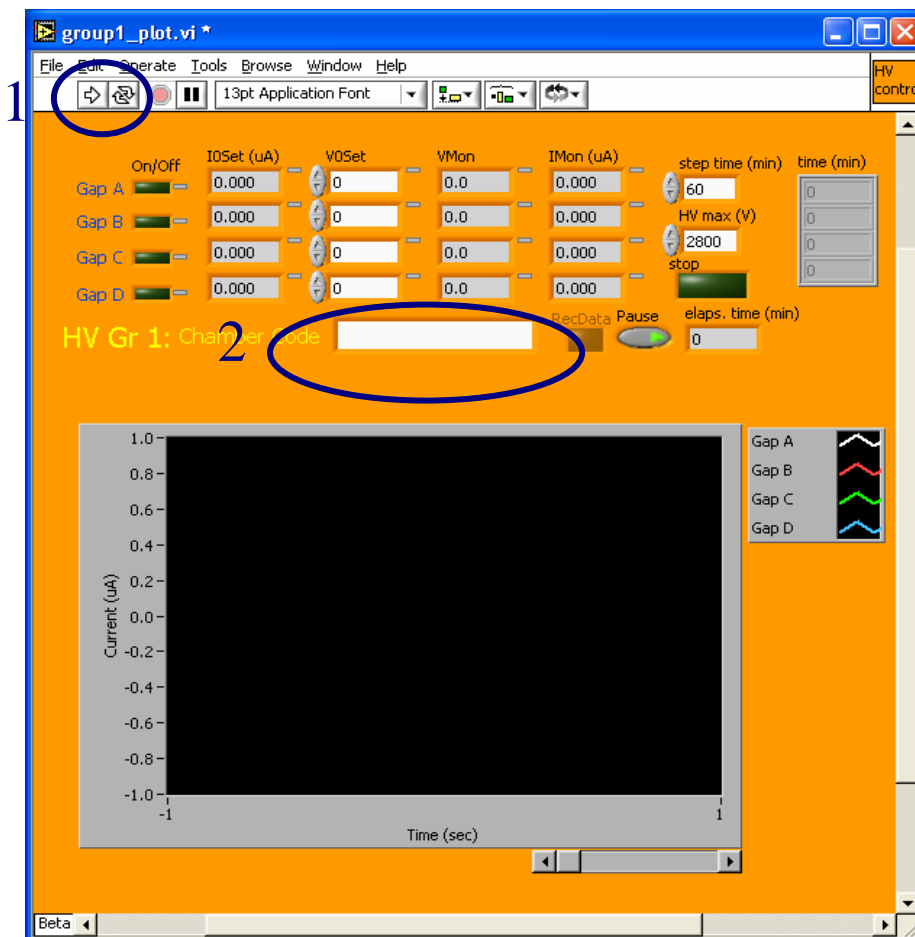 group1_plot.vi *
File Edit Operate Tools Browse Window Help
HV
contro
1
13pt Application Font
On/Off I0Set (uA) V0Set VMon IMon (uA) step time (min) time (min)
Gap A 0.000 0 0.0 0.000 60 0
Gap B 0.000 0 0.0 0.000 HV max (V) 0
Gap C 0.000 0 0.0 0.000 2800 0
stop
Gap D 0.000 0 0.0 0.000 0
HV Gr 1: Chamber Code 2 RecData Pause elaps. time (min)
0
1.0
0.8
0.6
0.4
0.2
0.0
-0.2
-0.4
-0.6
-0.8
-1.0
Current (uA)
-1 1
Time (sec)
Gap A
Gap B
Gap C
Gap D
Beta